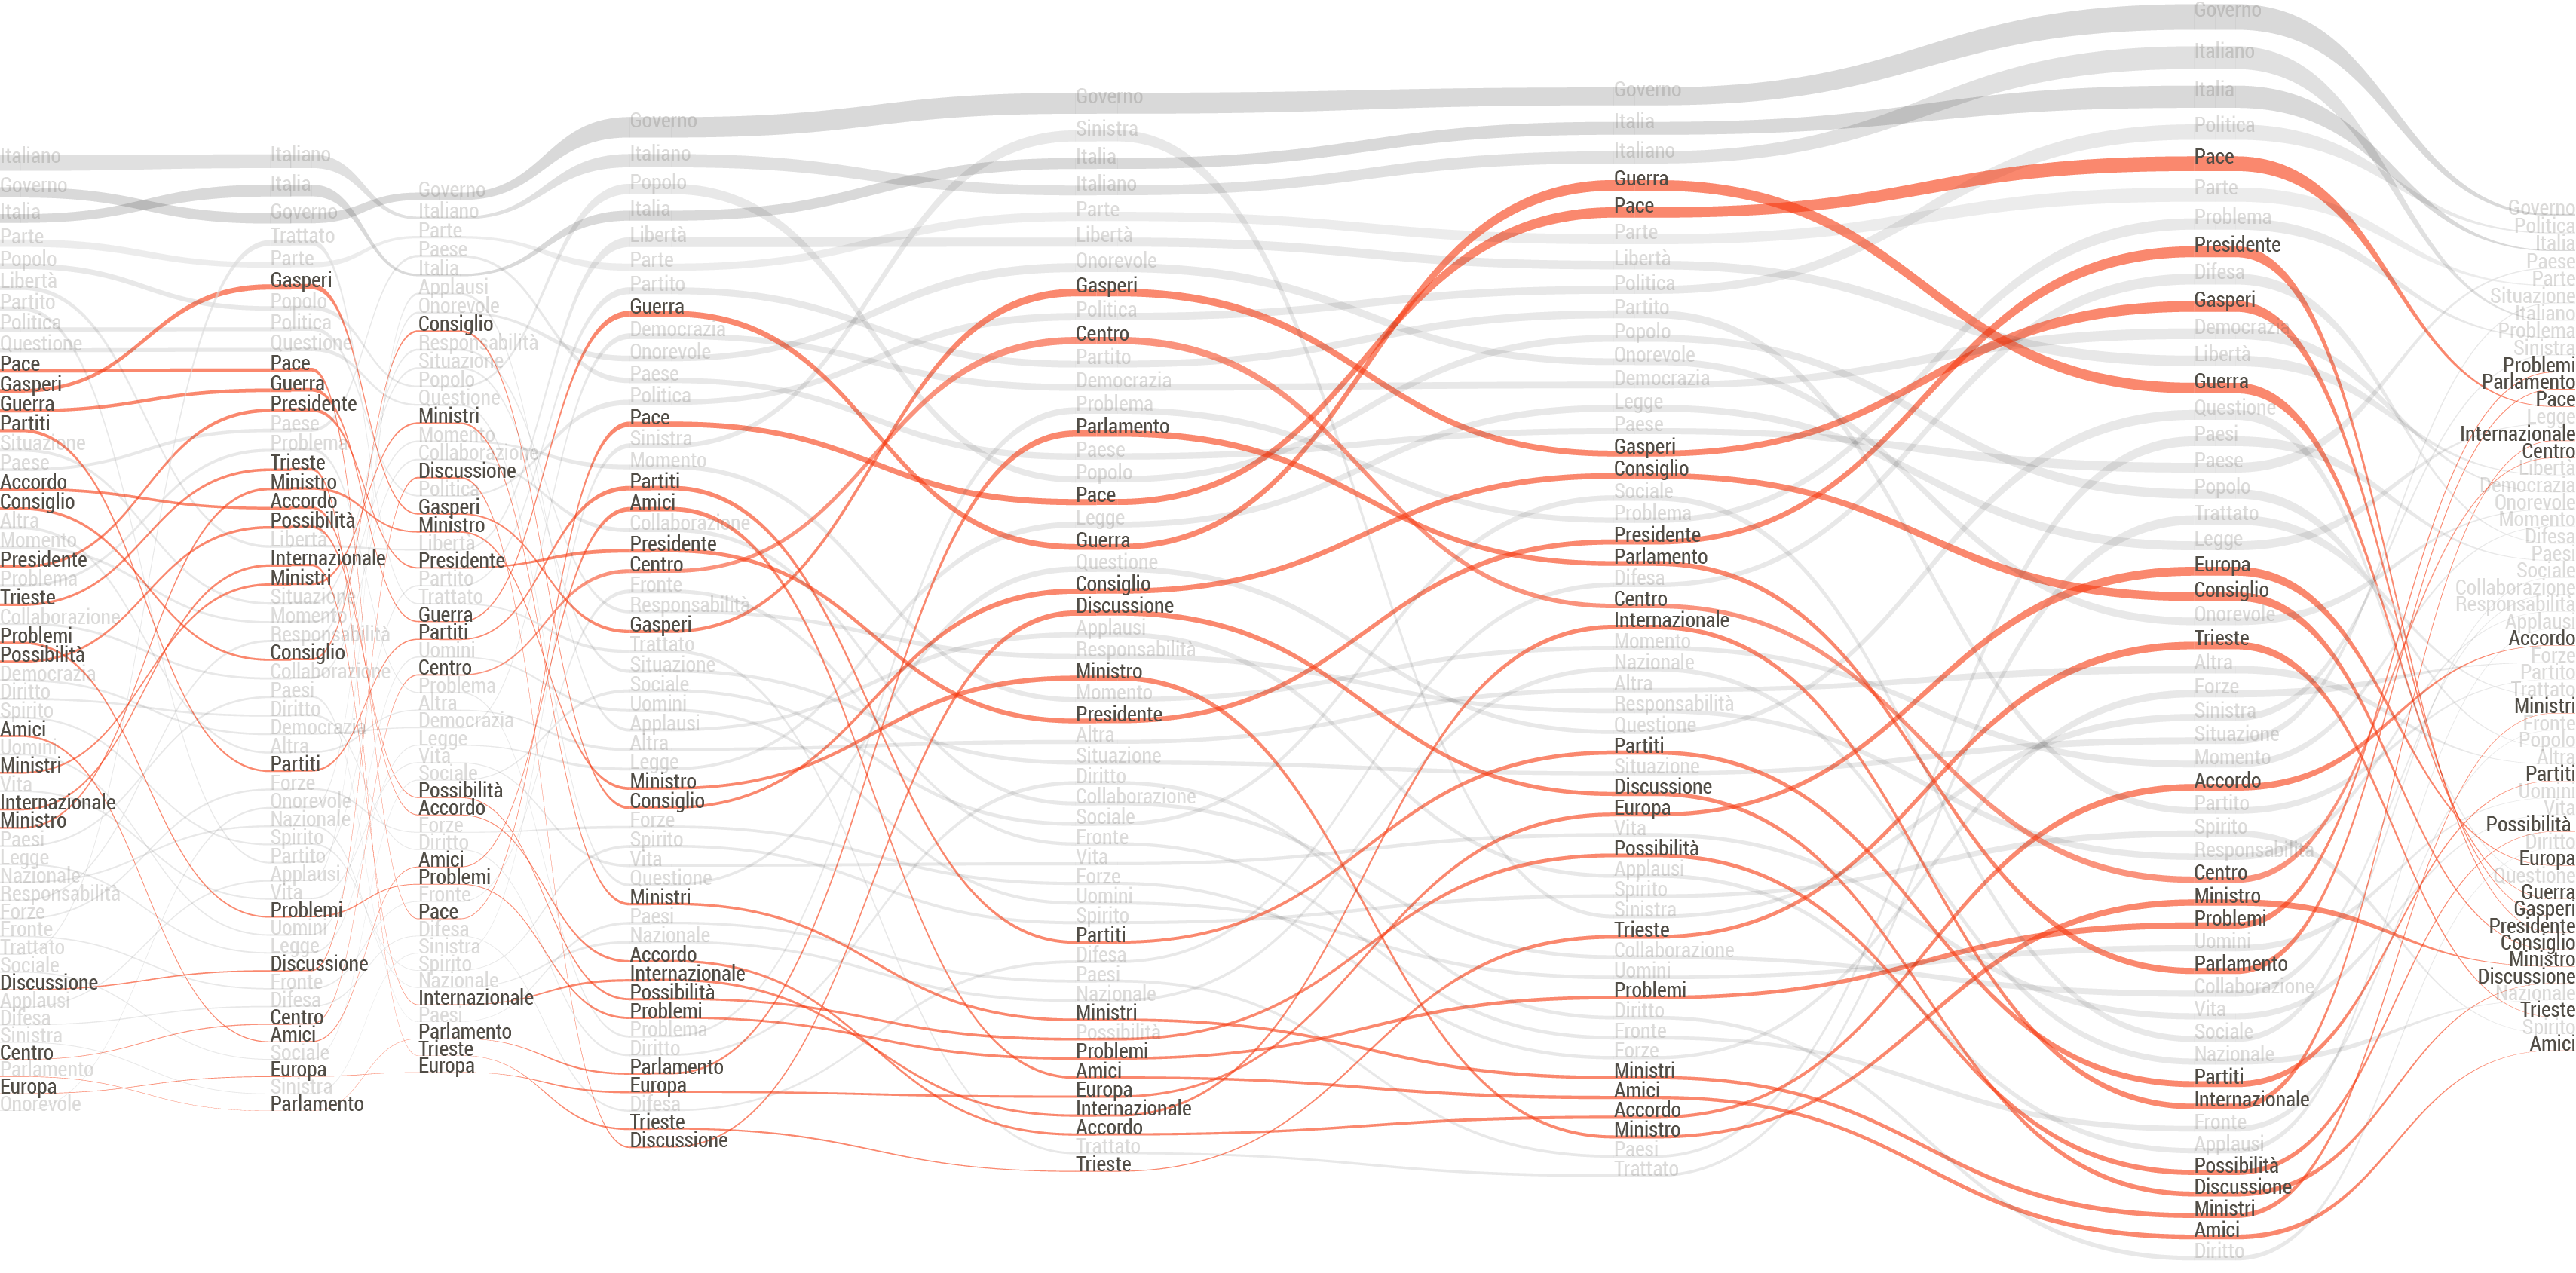 Italiano
Governo
Italia
Parte
Popolo
Libertà
Partito
Politica
Questione
Pace
Gasperi
Guerra
Partiti
Situazione
Paese
Accordo
Consiglio
Altra
Momento
Presidente
Problema
Trieste
Collaborazione
Problemi
Possibilità
Democrazia
Diritto
Spirito
Amici
Uomini
Ministri
Vita
Internazionale
Ministro
Paesi
Legge
Nazionale
Responsabilità
Forze
Fronte
Trattato
Sociale
Discussione
Applausi
Difesa
Sinistra
Centro
Parlamento
Europa
Onorevole
Italiano
Italia
Governo
Trattato
Parte
Gasperi
Popolo
Politica
Questione
Pace
Guerra
Presidente
Paese
Problema
Trieste
Ministro
Accordo
Possibilità
Libertà
Internazionale
Ministri
Situazione
Momento
Responsabilità
Consiglio
Collaborazione
Paesi
Diritto
Democrazia
Altra
Partiti
Forze
Onorevole
Nazionale
Spirito
Partito
Applausi
Vita
Problemi
Uomini
Legge
Discussione
Fronte
Difesa
Centro
Amici
Sociale
Europa
Sinistra
Parlamento
Governo
Italiano
Parte
Paese
Italia
Applausi
Onorevole
Consiglio
Responsabilità
Situazione
Popolo
Questione
Ministri
Momento
Collaborazione
Discussione
Politica
Gasperi
Ministro
Libertà
Presidente
Partito
Trattato
Guerra
Partiti
Uomini
Centro
Problema
Altra
Democrazia
Legge
Vita
Sociale
Possibilità
Accordo
Forze
Diritto
Amici
Problemi
Fronte
Pace
Difesa
Sinistra
Spirito
Nazionale
Internazionale
Paesi
Parlamento
Trieste
Europa
Governo
Italiano
Popolo
Italia
Libertà
Parte
Partito
Guerra
Democrazia
Onorevole
Paese
Politica
Pace
Sinistra
Momento
Partiti
Amici
Collaborazione
Presidente
Centro
Fronte
Responsabilità
Gasperi
Trattato
Situazione
Sociale
Uomini
Applausi
Altra
Legge
Ministro
Consiglio
Forze
Spirito
Vita
Questione
Ministri
Paesi
Nazionale
Accordo
Internazionale
Possibilità
Problemi
Problema
Diritto
Parlamento
Europa
Difesa
Trieste
Discussione
Governo
Sinistra
Italia
Italiano
Parte
Libertà
Onorevole
Gasperi
Politica
Centro
Partito
Democrazia
Problema
Parlamento
Paese
Popolo
Pace
Legge
Guerra
Questione
Consiglio
Discussione
Applausi
Responsabilità
Ministro
Momento
Presidente
Altra
Situazione
Diritto
Collaborazione
Sociale
Fronte
Vita
Forze
Uomini
Spirito
Partiti
Difesa
Paesi
Nazionale
Ministri
Possibilità
Problemi
Amici
Europa
Internazionale
Accordo
Trattato
Trieste
Governo
Italia
Italiano
Guerra
Pace
Parte
Libertà
Politica
Partito
Popolo
Onorevole
Democrazia
Legge
Paese
Gasperi
Consiglio
Sociale
Problema
Presidente
Parlamento
Difesa
Centro
Internazionale
Momento
Nazionale
Altra
Responsabilità
Questione
Partiti
Situazione
Discussione
Europa
Vita
Possibilità
Applausi
Spirito
Sinistra
Trieste
Collaborazione
Uomini
Problemi
Diritto
Fronte
Forze
Ministri
Amici
Accordo
Ministro
Paesi
Trattato
Governo
Italiano
Italia
Politica
Pace
Parte
Problema
Presidente
Difesa
Gasperi
Democrazia
Libertà
Guerra
Questione
Paesi
Paese
Popolo
Trattato
Legge
Europa
Consiglio
Onorevole
Trieste
Altra
Forze
Sinistra
Situazione
Momento
Accordo
Partito
Spirito
Responsabilità
Centro
Ministro
Problemi
Uomini
Parlamento
Collaborazione
Vita
Sociale
Nazionale
Partiti
Internazionale
Fronte
Applausi
Possibilità
Discussione
Ministri
Amici
Diritto
Governo
Politica
Italia
Paese
Parte
Situazione
Italiano
Problema
Sinistra
Problemi
Parlamento
Pace
Legge
Internazionale
Centro
Libertà
Democrazia
Onorevole
Momento
Difesa
Paesi
Sociale
Collaborazione
Responsabilità
Applausi
Accordo
Forze
Partito
Trattato
Ministri
Fronte
Popolo
Altra
Partiti
Uomini
Vita
Possibilità
Diritto
Europa
Questione
Guerra
Gasperi
Presidente
Consiglio
Ministro
Discussione
Nazionale
Trieste
Spirito
Amici